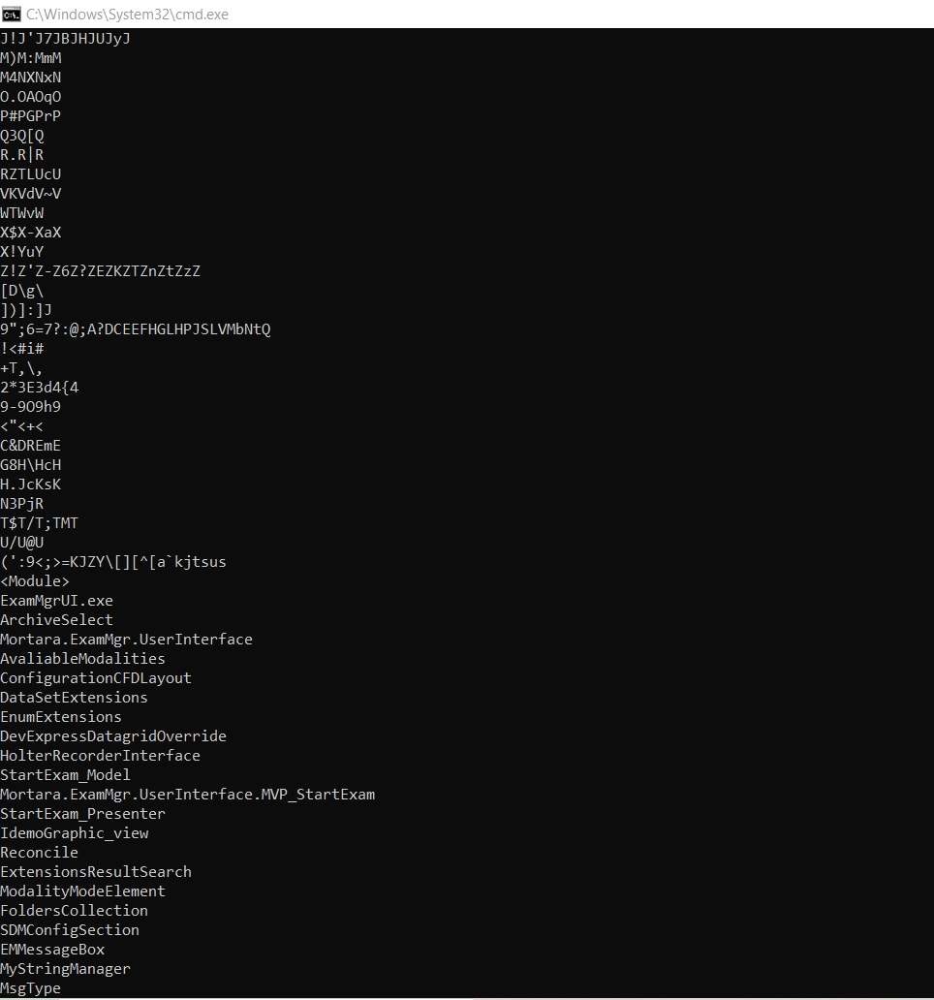 C:\Windows\System32\cmd.exe
J!J'J7JBJHJUJyJ
M)M:MmM
M4NXNxN
O.OAOqO
P#PGPrP
Q3Q[Q
R.R|R
RZTLUcU
VKVdV~V
WTWvW
X$X-XaX
X!YuY
Z!Z'Z-Z6Z?ZEZKZTZnZtZzZ
[D\g\
])]:]J
9";6=7?:@;A?DCEEFHGLHPJSLVMbNtQ
!<#i#
+T,\,
2*3E3d4{4
9-9O9h9
<"<+<
C&DREmE
G8H\HcH
H.JcKsK
N3PjR
T$T/T;TMT
U/U@U
(':9<;>=KJZY\[][^[a`kjtsus
<Module>
ExamMgrUI.exe
ArchiveSelect
Mortara.ExamMgr.UserInterface
AvaliableModalities
ConfigurationCFDLayout
DataSetExtensions
EnumExtensions
DevExpressDatagridOverride
HolterRecorderInterface
StartExam_Model
Mortara.ExamMgr.UserInterface.MVP_StartExam
StartExam_Presenter
IdemoGraphic_view
Reconcile
ExtensionsResultSearch
ModalityModeElement
FoldersCollection
SDMConfigSection
EMMessageBox
MyStringManager
MsgType